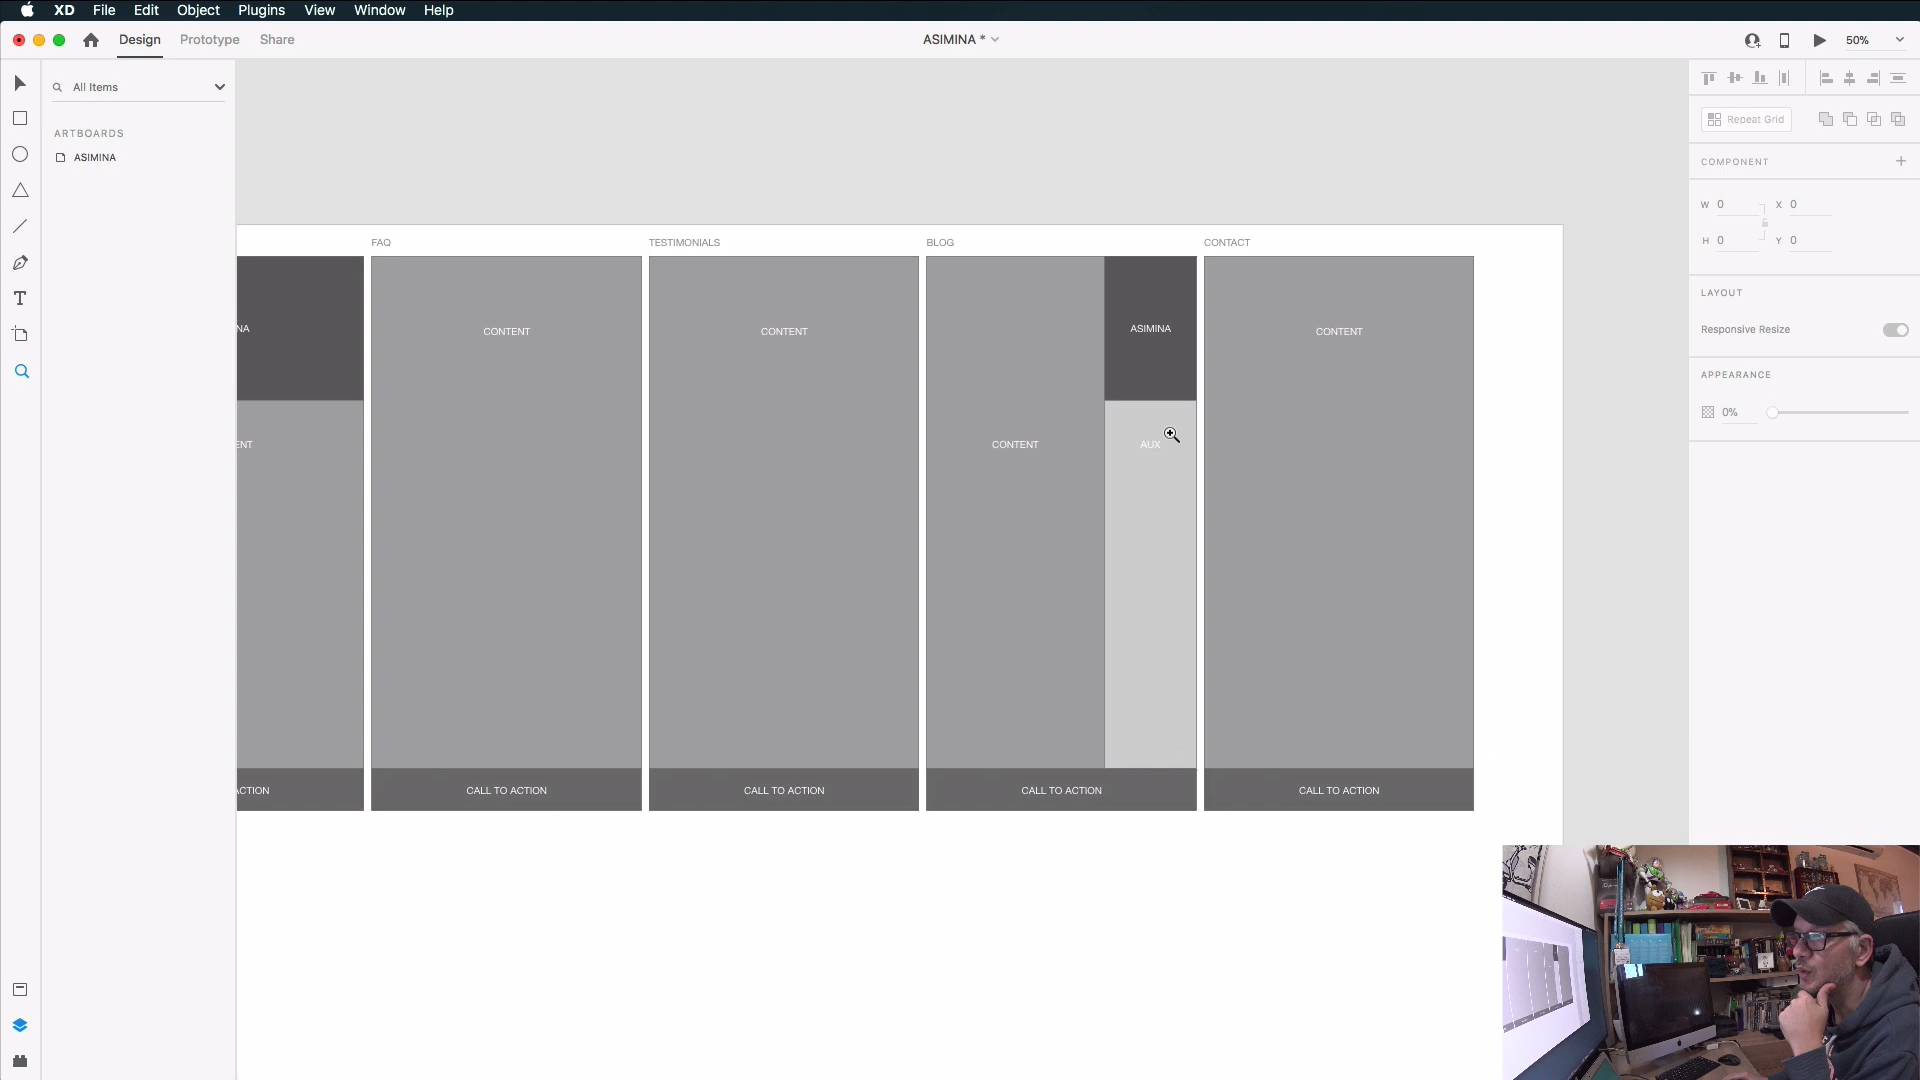 XD File Edit Object Plugins View Window Help
Design Prototype Share
ASIMINA *
50%
All Items
ARTBOARDS
ASIMINA
Repeat Grid
COMPONENT
W 0 X 0
H 0 Y 0
LAYOUT
Responsive Resize
APPEARANCE
0%
FAQ TESTIMONIALS BLOG CONTACT
NA
ASIMINA
CONTENT CONTENT CONTENT
ENT
CONTENT AUX
ACTION CALL TO ACTION CALL TO ACTION CALL TO ACTION CALL TO ACTION